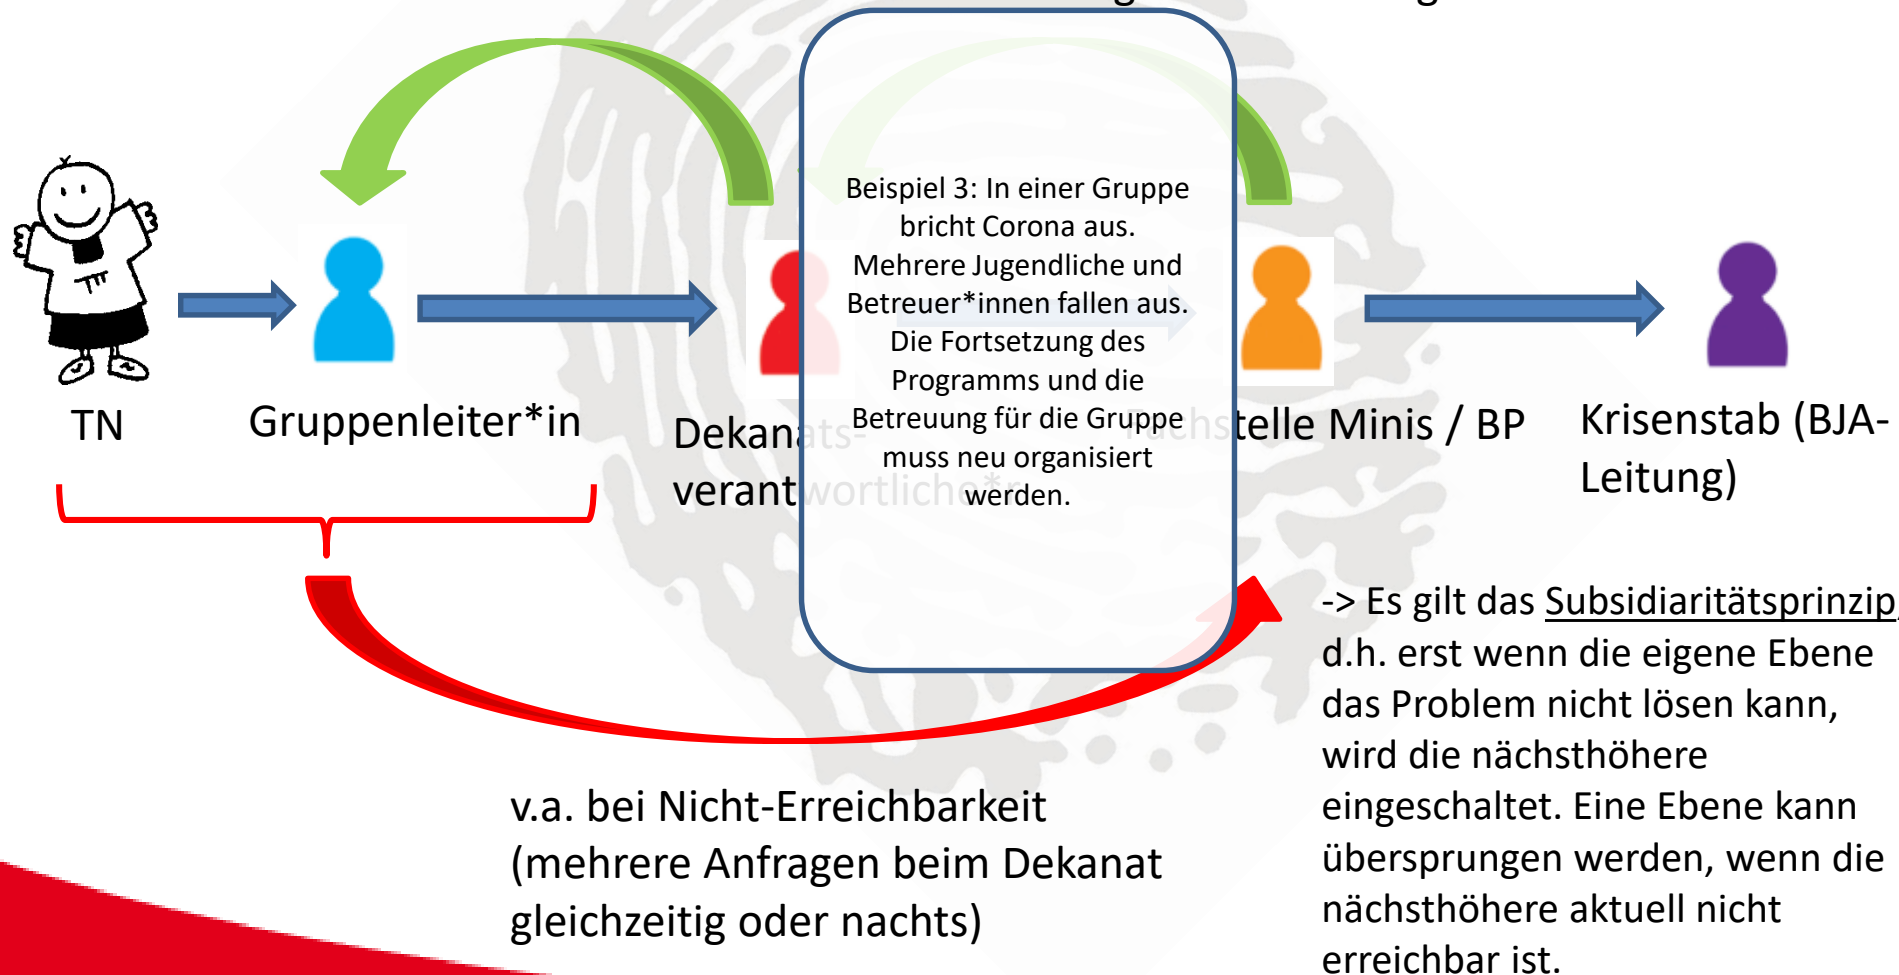 Beispiel 3: In einer Gruppe
bricht Corona aus.
Mehrere Jugendliche und
Betreuer*innen fallen aus.
Die Fortsetzung des
Programms und die
Betreuung für die Gruppe
muss neu organisiert
werden.
TN
Gruppenleiter*in
Dekanats-
verantwortliche*r
Fachstelle Minis / BP
Krisenstab (BJA-
Leitung)
-> Es gilt das Subsidiaritätsprinzip,
d.h. erst wenn die eigene Ebene
das Problem nicht lösen kann,
wird die nächsthöhere
eingeschaltet. Eine Ebene kann
übersprungen werden, wenn die
nächsthöhere aktuell nicht
erreichbar ist.
v.a. bei Nicht-Erreichbarkeit
(mehrere Anfragen beim Dekanat
gleichzeitig oder nachts)